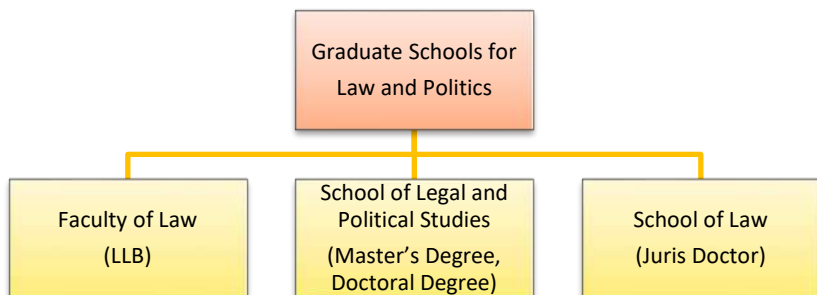 Graduate Schools for
Law and Politics
Faculty of Law
(LLB)
School of Legal and
Political Studies
(Master’s Degree,
Doctoral Degree)
School of Law
(Juris Doctor)